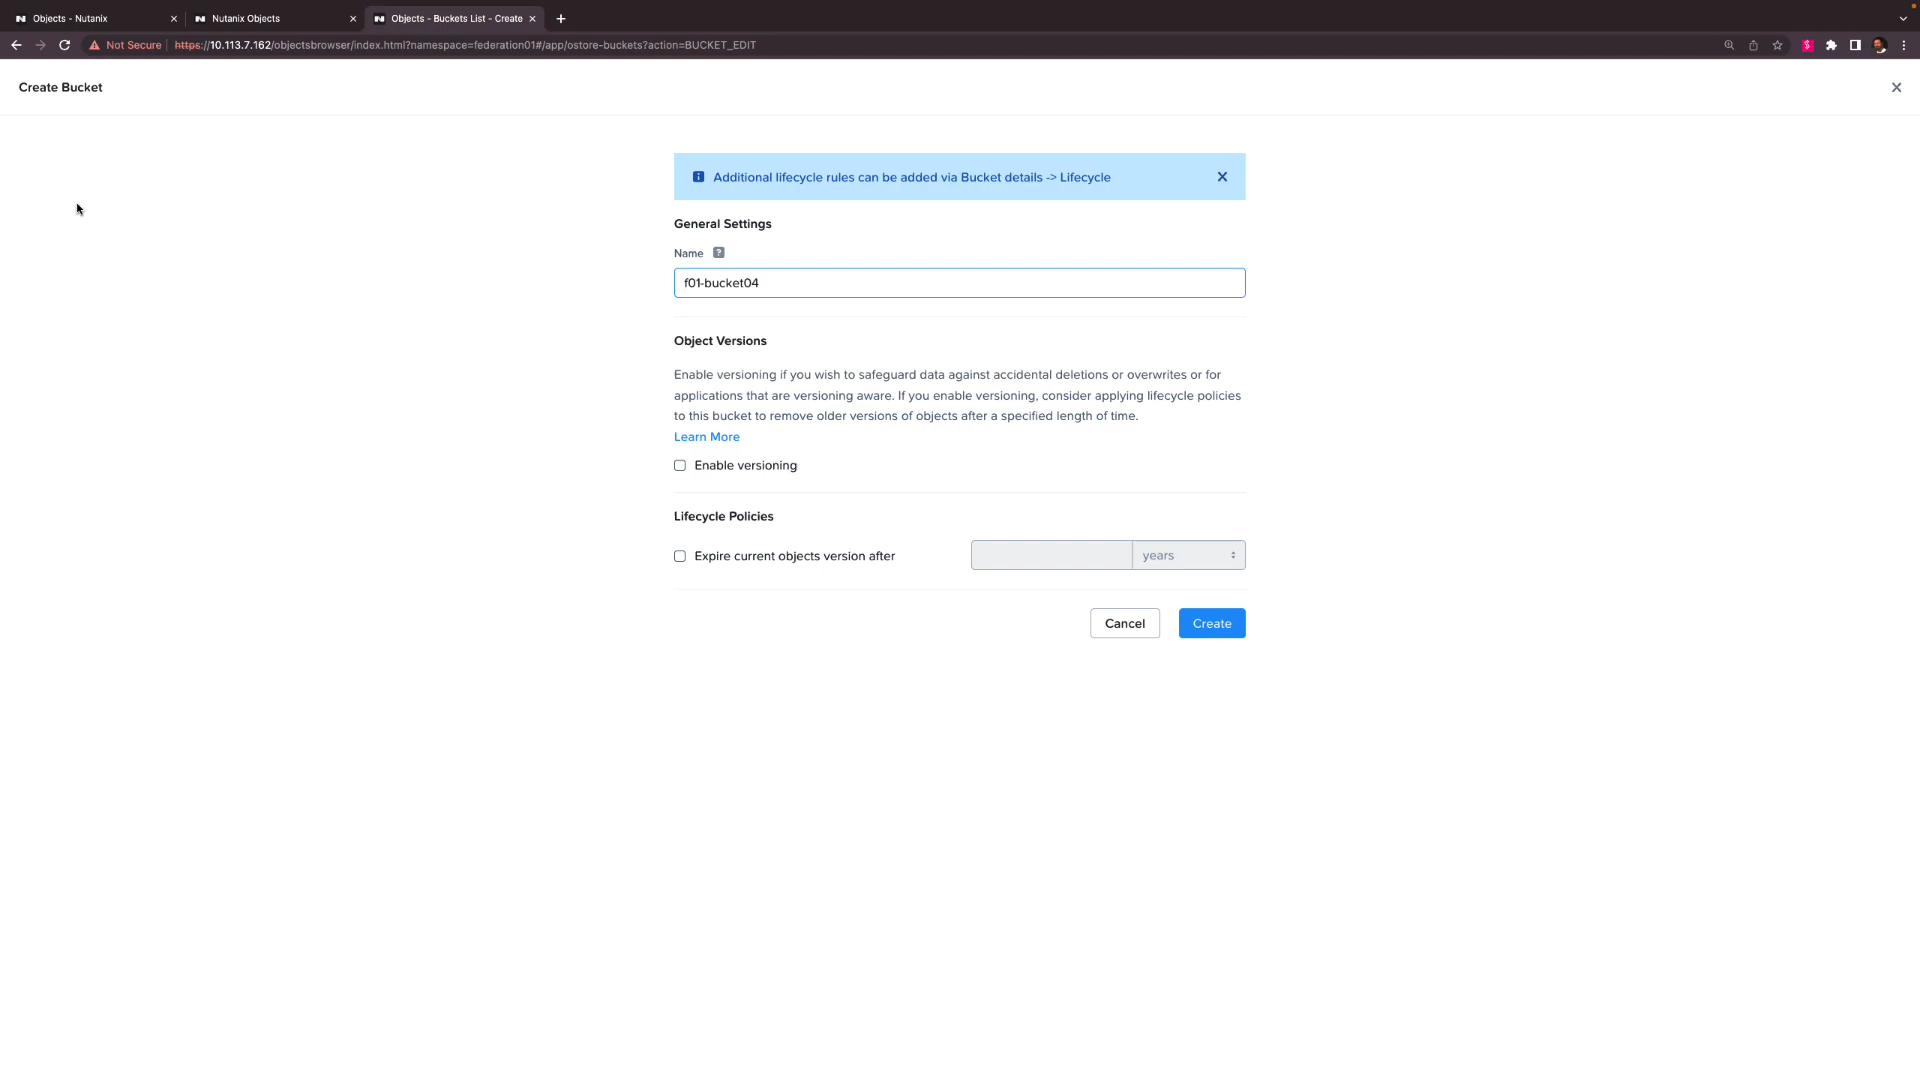 Objects - Nutanix
Nutanix Objects
Objects - Buckets List - Create
Not Secure
https://10.113.7.162/objectsbrowser/index.html?namespace=federation01#/app/ostore-buckets?action=BUCKET_EDIT
Create Bucket
Additional lifecycle rules can be added via Bucket details -> Lifecycle
General Settings
Name ?
f01-bucket04
Object Versions
Enable versioning if you wish to safeguard data against accidental deletions or overwrites or for
applications that are versioning aware. If you enable versioning, consider applying lifecycle policies
to this bucket to remove older versions of objects after a specified length of time.
Learn More
Enable versioning
Lifecycle Policies
Expire current objects version after
years
Cancel
Create